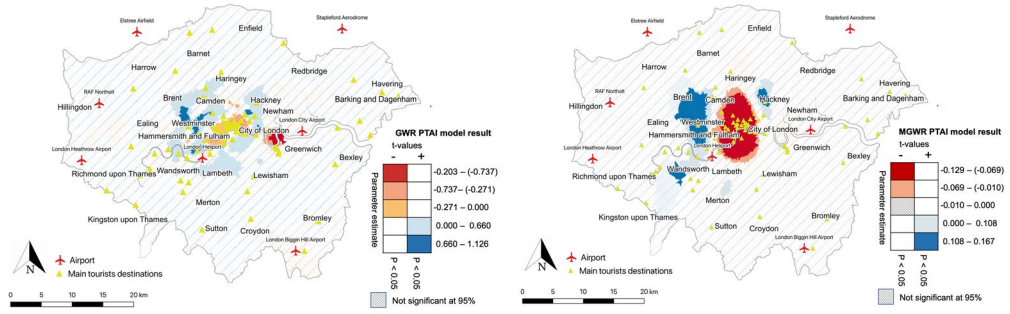 Elstree Airfield
Stapleford Aerodrome
Enfield
Barnet
Harrow
Haringey
Redbridge
Havering
RAF Northolt
Brent
Camden
Hackney
Barking and Dagenham
Hillingdon
Newham
London City Airport
Ealing
Westminster
City of London
Hammersmith and Fulham
London Heliport
Greenwich
London Heathrow Airport
Bexley
Richmond upon Thames
Wandsworth
Lambeth
Lewisham
Merton
Kingston upon Thames
Bromley
Sutton
Croydon
London Biggin Hill Airport
N
Airport
Main tourists destinations
0 5 10 15 20 km
GWR PTAI model result
t-values
- +
Parameter estimate
-0.203 – (-0.737)
-0.737 – (-0.271)
-0.271 – 0.000
0.000 – 0.660
0.660 – 1.126
P < 0.05
P < 0.05
Not significant at 95%
Elstree Airfield
Stapleford Aerodrome
Enfield
Barnet
Harrow
Haringey
Redbridge
Havering
RAF Northolt
Brent
Camden
Hackney
Barking and Dagenham
Hillingdon
Newham
London City Airport
Ealing
Westminster
City of London
Hammersmith and Fulham
London Heliport
Greenwich
London Heathrow Airport
Bexley
Richmond upon Thames
Wandsworth
Lambeth
Lewisham
Merton
Kingston upon Thames
Bromley
Sutton
Croydon
London Biggin Hill Airport
N
Airport
Main tourists destinations
0 5 10 15 20 km
MGWR PTAI model result
t-values
- +
Parameter estimate
-0.129 – (-0.069)
-0.069 – (-0.010)
-0.010 – 0.000
0.000 – 0.108
0.108 – 0.167
P < 0.05
P < 0.05
Not significant at 95%